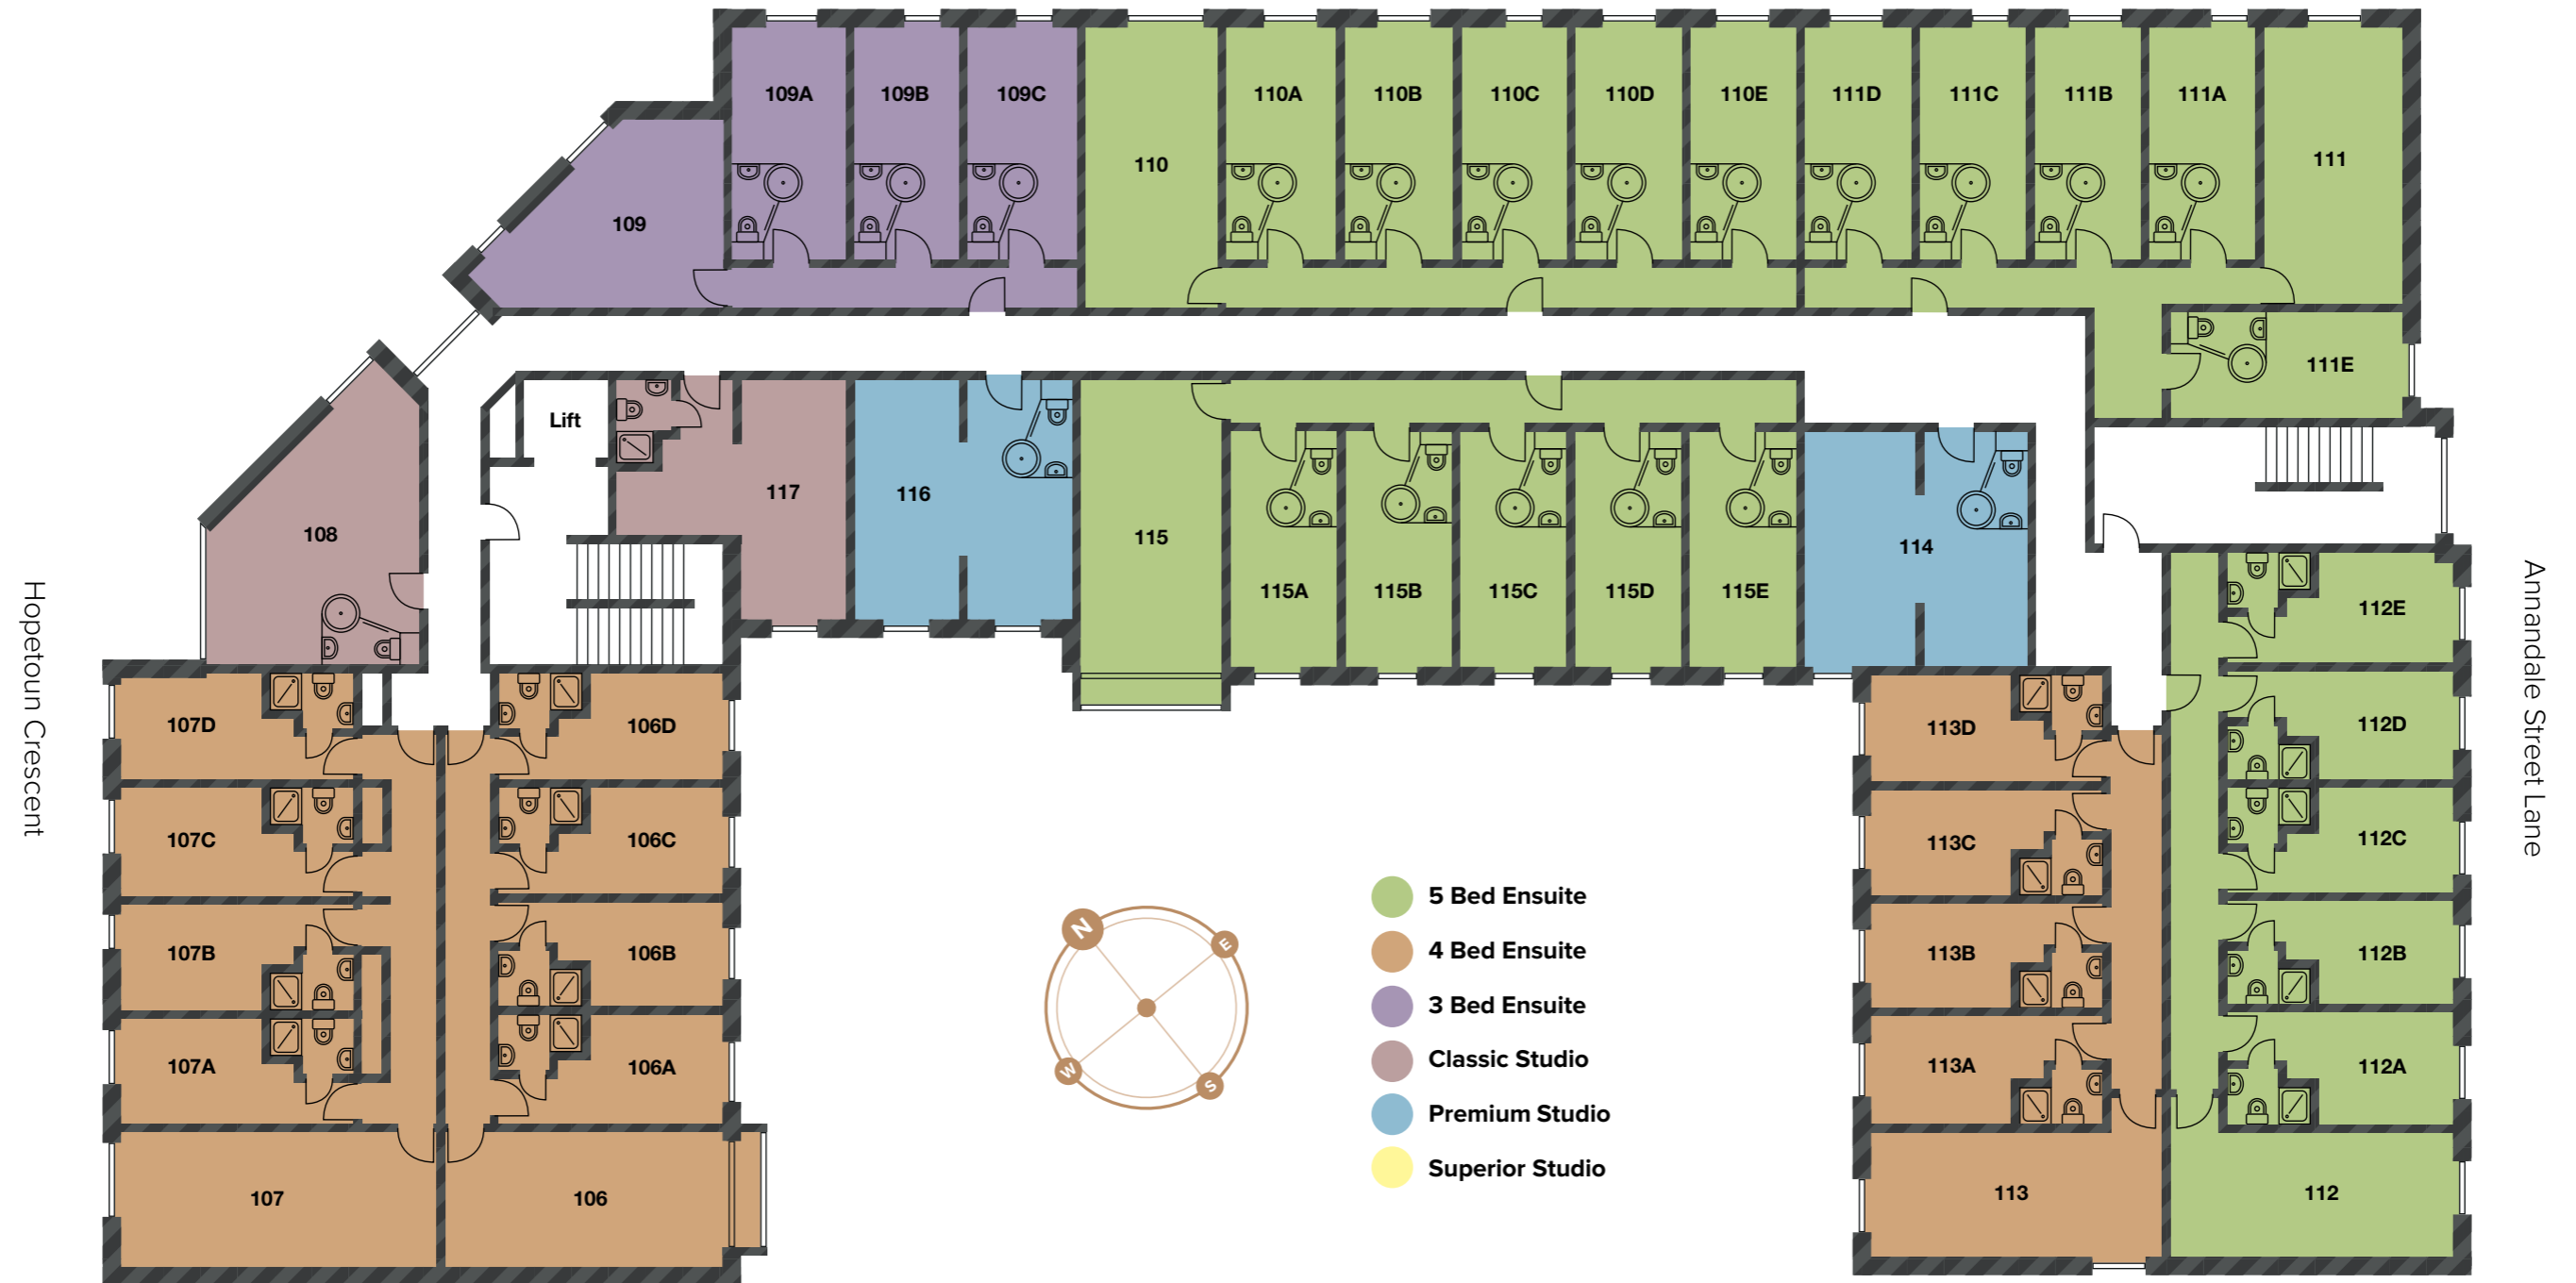 109A 109B 109C 110A 110B 110C 110D 110E 111D 111C 111B 111A
110 111
109
111E
Lift
117 116
108 115 114
115A 115B 115C 115D 115E
112E
107D 106D 113D 112D
107C 106C 113C 112C
107B 106B 113B 112B
107A 106A 113A 112A
107 106 113 112
Hopetoun Crescent
Annandale Street Lane
N
E
W
S
5 Bed Ensuite
4 Bed Ensuite
3 Bed Ensuite
Classic Studio
Premium Studio
Superior Studio